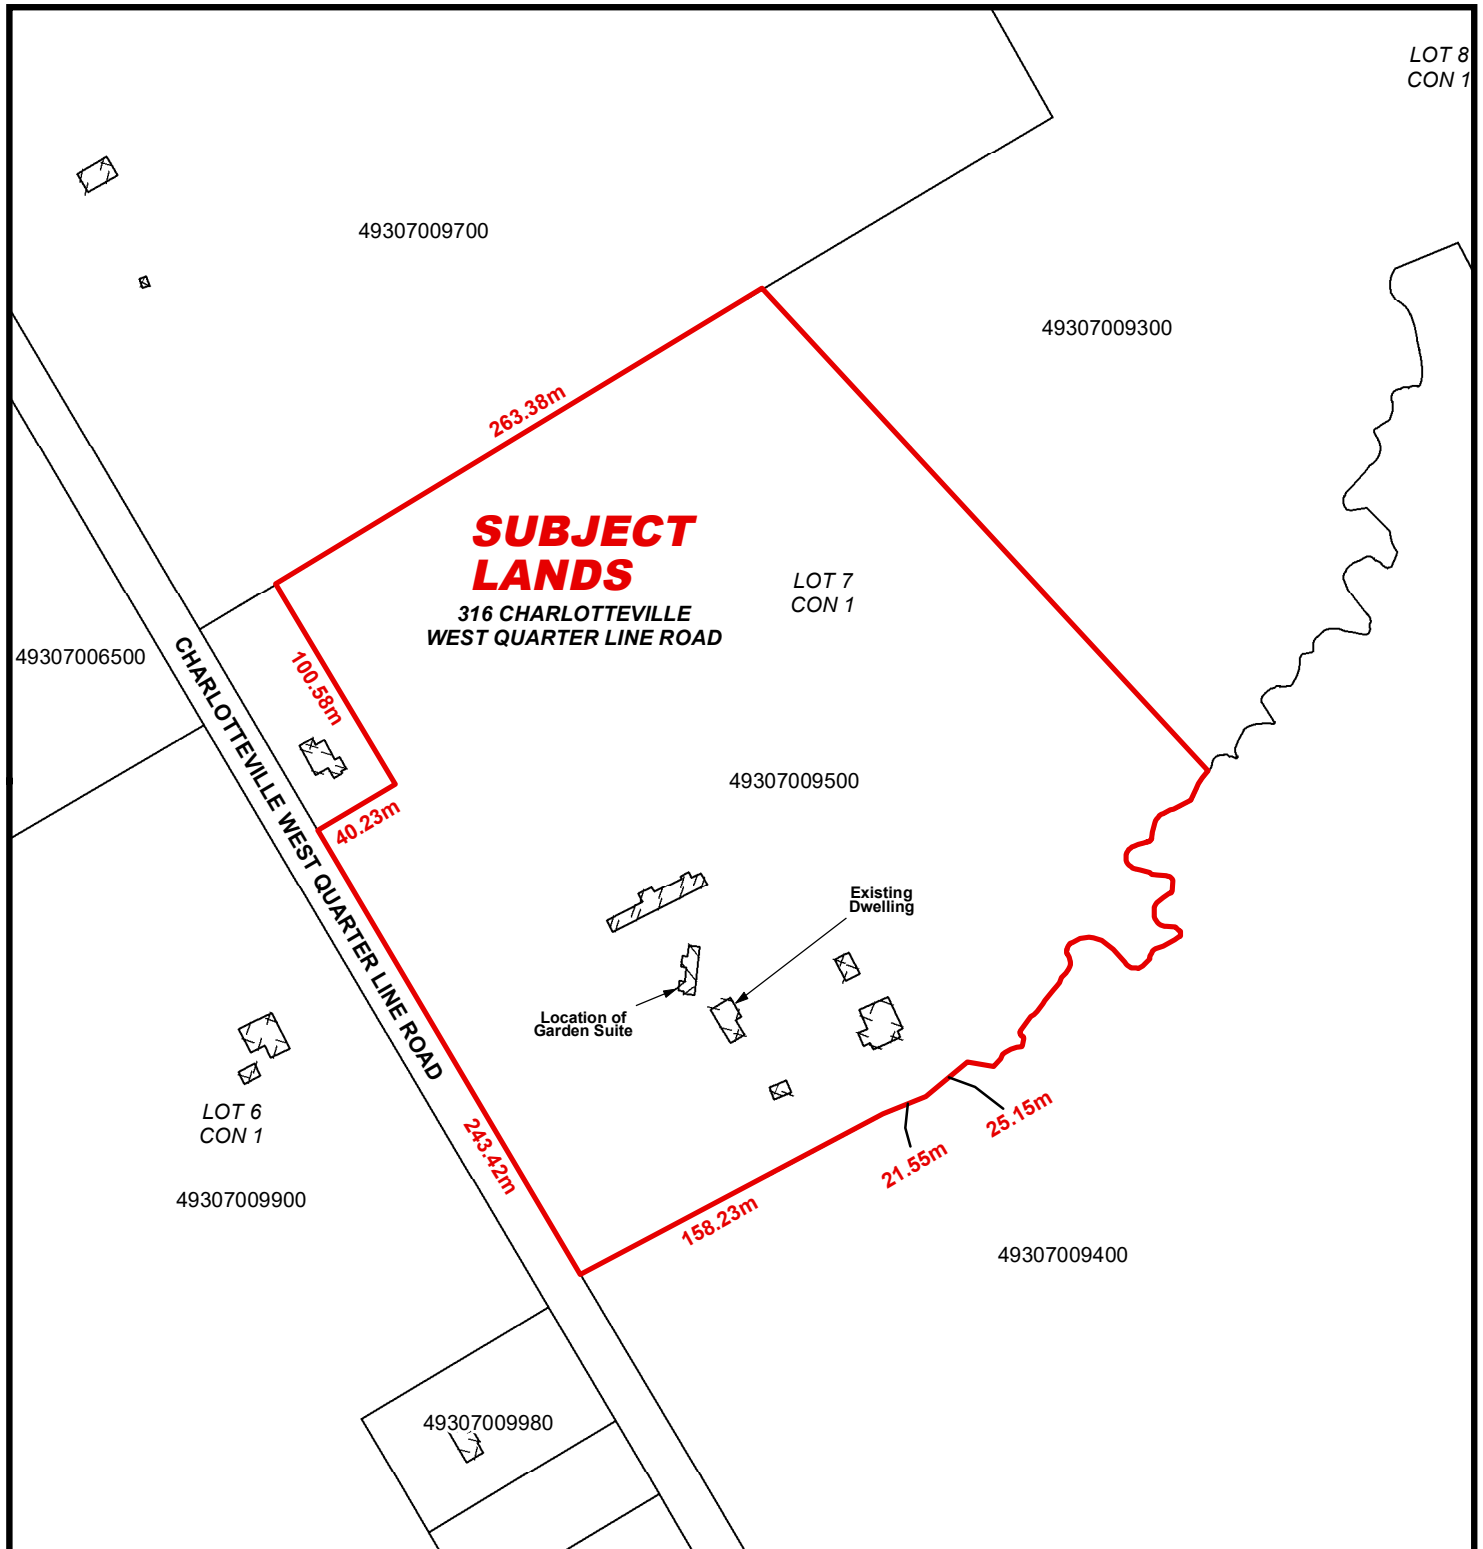 LOT 8
CON 1
49307009700
49307009300
263.38m
SUBJECT
LANDS
316 CHARLOTTEVILLE
WEST QUARTER LINE ROAD
LOT 7
CON 1
49307006500
100.58m
CHARLOTTEVILLE WEST QUARTER LINE ROAD
49307009500
40.23m
Existing
Dwelling
Location of
Garden Suite
LOT 6
CON 1
49307009900
243.42m
25.15m
21.55m
158.23m
49307009400
49307009980